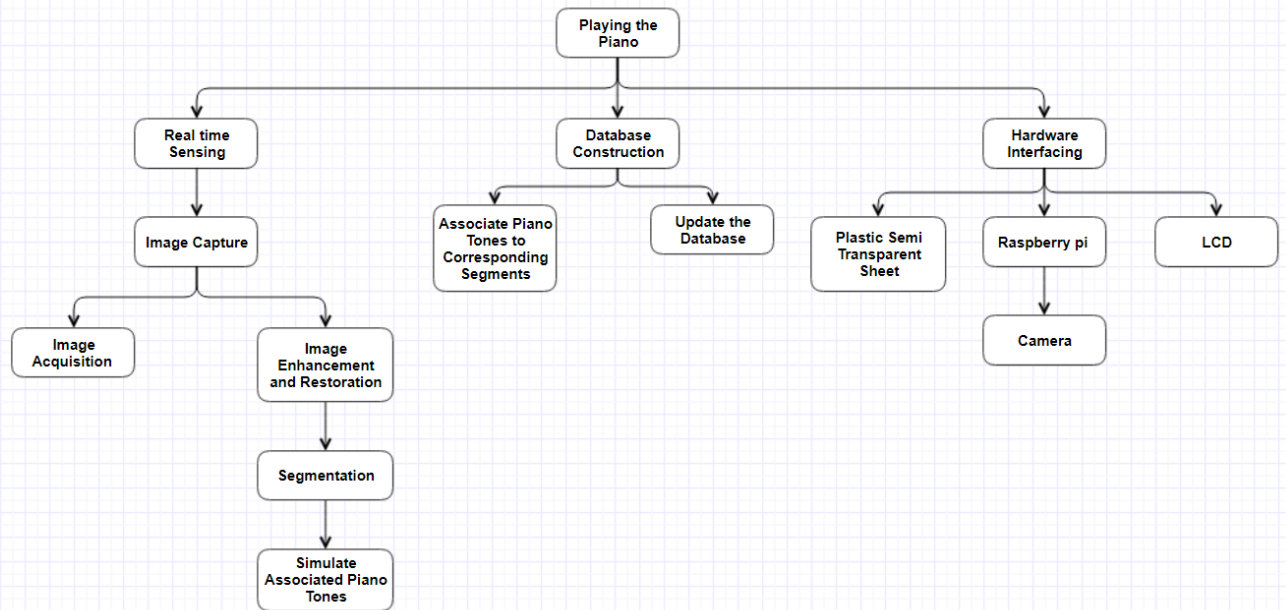 Playing the
Piano
Real time
Sensing
Database
Construction
Hardware
Interfacing
Image Capture
Associate Piano
Tones to
Corresponding
Segments
Update the
Database
Plastic Semi
Transparent
Sheet
Raspberry pi
LCD
Image
Acquisition
Image
Enhancement
and Restoration
Camera
Segmentation
Simulate
Associated Piano
Tones